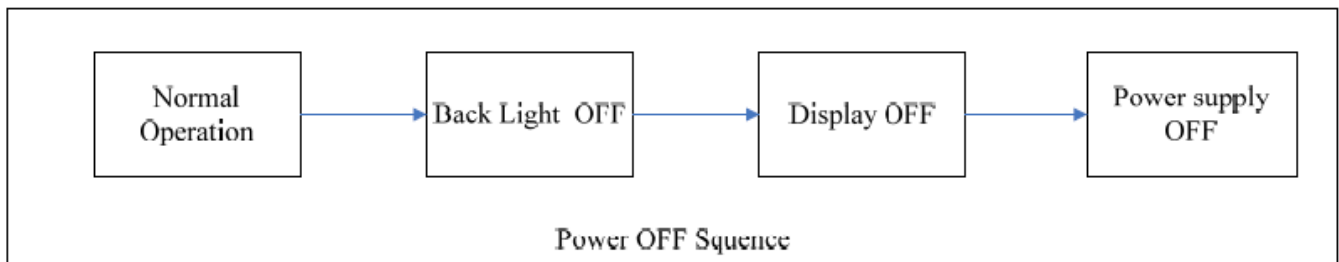 Normal
Operation
Back Light OFF
Display OFF
Power supply
OFF
Power OFF Squence